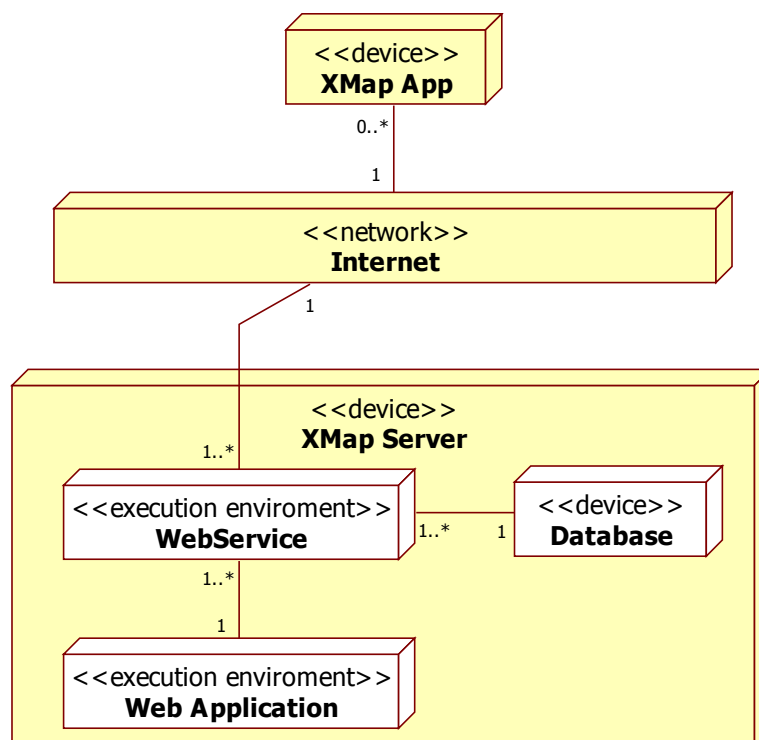 <<device>>
XMap App
0..*
1
<<network>>
Internet
1
<<device>>
XMap Server
1..*
<<execution enviroment>>
WebService
1..*
1
<<device>>
Database
1..*
1
<<execution enviroment>>
Web Application